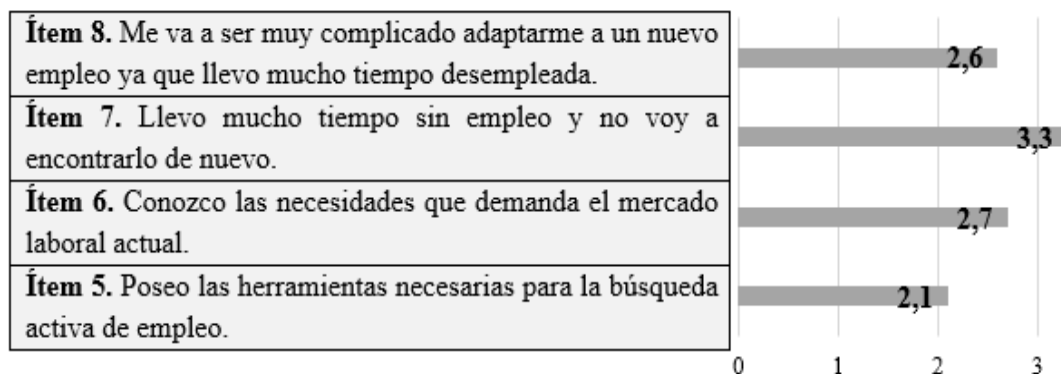 Ítem 8. Me va a ser muy complicado adaptarme a un nuevo
empleo ya que llevo mucho tiempo desempleada.
2,6
Ítem 7. Llevo mucho tiempo sin empleo y no voy a
encontrarlo de nuevo.
3,3
Ítem 6. Conozco las necesidades que demanda el mercado
laboral actual.
2,7
Ítem 5. Poseo las herramientas necesarias para la búsqueda
activa de empleo.
2,1
0 1 2 3